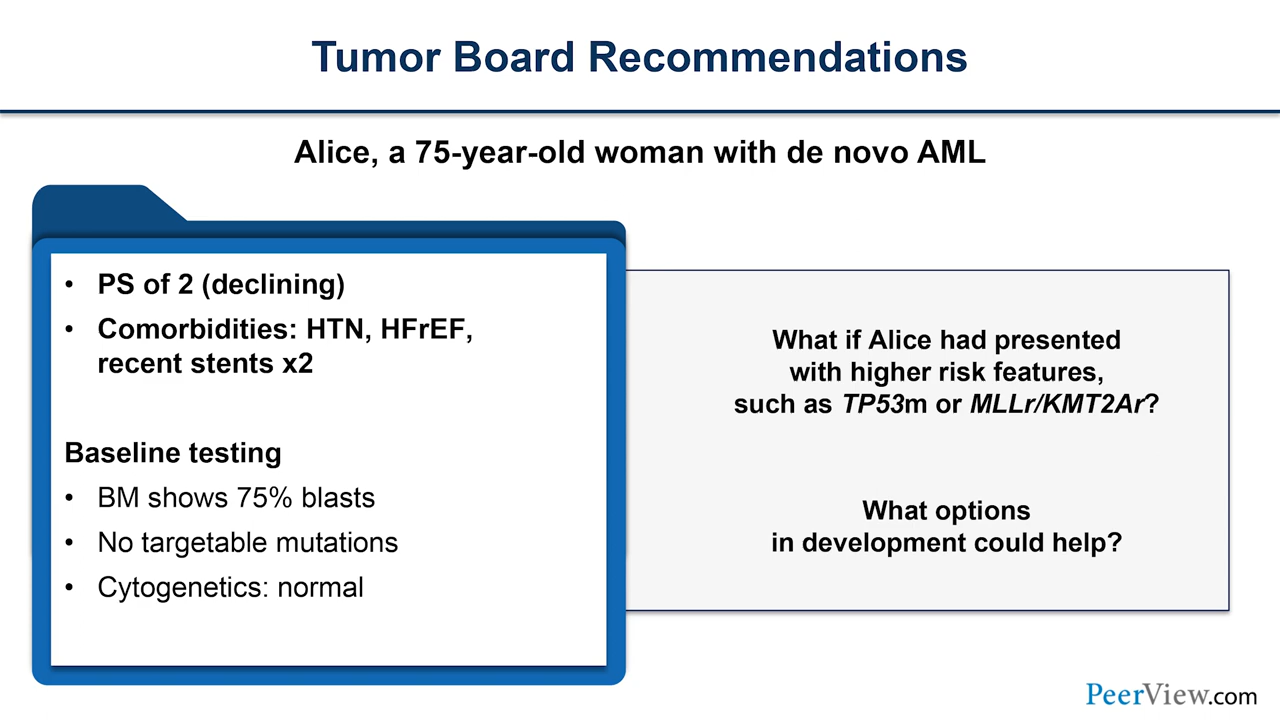 Tumor Board Recommendations
Alice, a 75-year-old woman with de novo AML
• PS of 2 (declining)
• Comorbidities: HTN, HFrEF,
recent stents x2
Baseline testing
• BM shows 75% blasts
• No targetable mutations
• Cytogenetics: normal
What if Alice had presented
with higher risk features,
such as TP53m or MLLr/KMT2Ar?
What options
in development could help?
PeerView.com